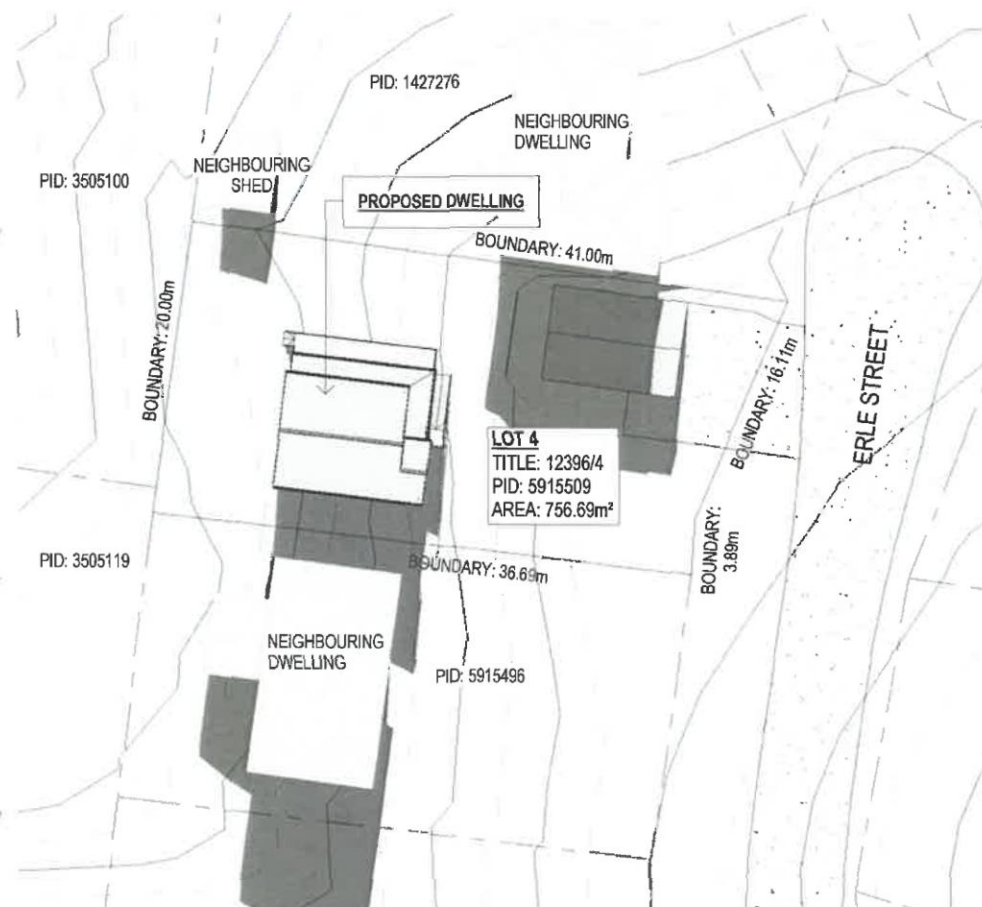 PID: 1427276
NEIGHBOURING
DWELLING
NEIGHBOURING
SHED
PID: 3505100
PROPOSED DWELLING
BOUNDARY: 41.00m
BOUNDARY: 20.00m
BOUNDARY: 16.11m
ERLE STREET
LOT 4
TITLE: 12396/4
PID: 5915509
AREA: 756.69m²
PID: 3505119
BOUNDARY: 36.69m
BOUNDARY:
3.89m
NEIGHBOURING
DWELLING
PID: 5915496